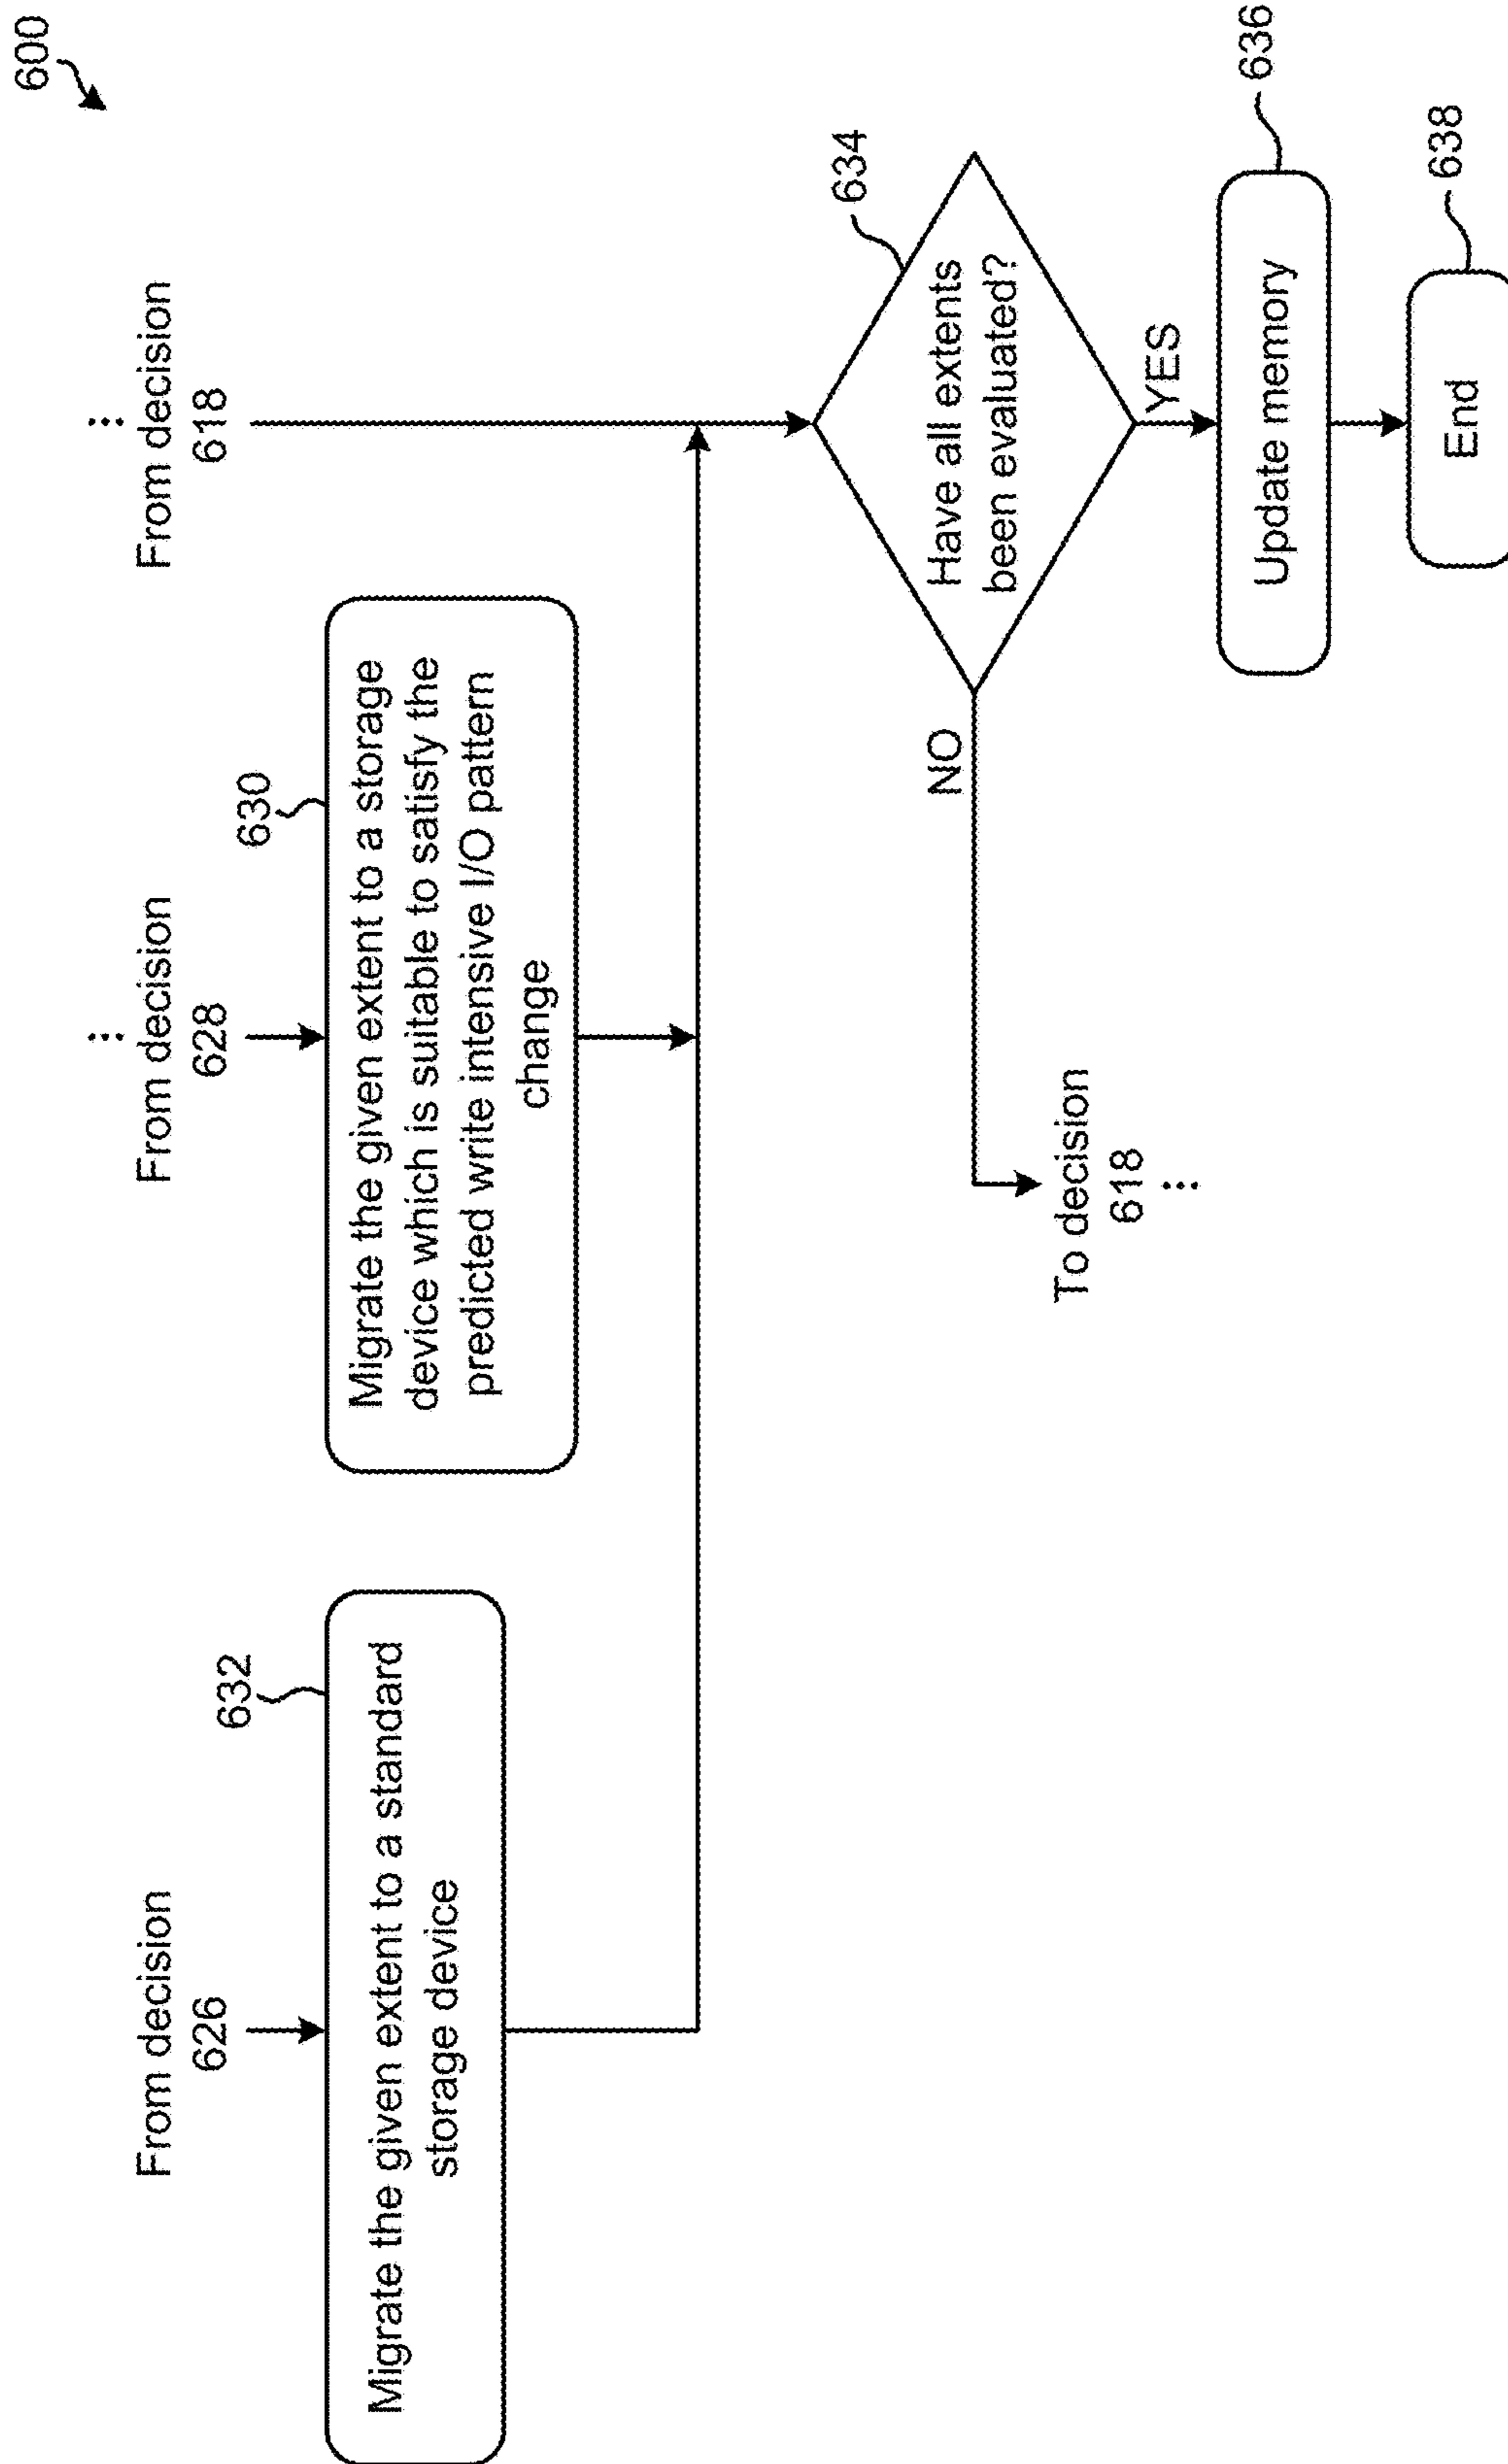 600
From decision
626
⋮
From decision
628
⋮
From decision
618
632
Migrate the given extent to a standard
storage device
630
Migrate the given extent to a storage
device which is suitable to satisfy the
predicted write intensive I/O pattern
change
634
Have all extents
been evaluated?
NO
YES
To decision
618
⋮
636
Update memory
638
End